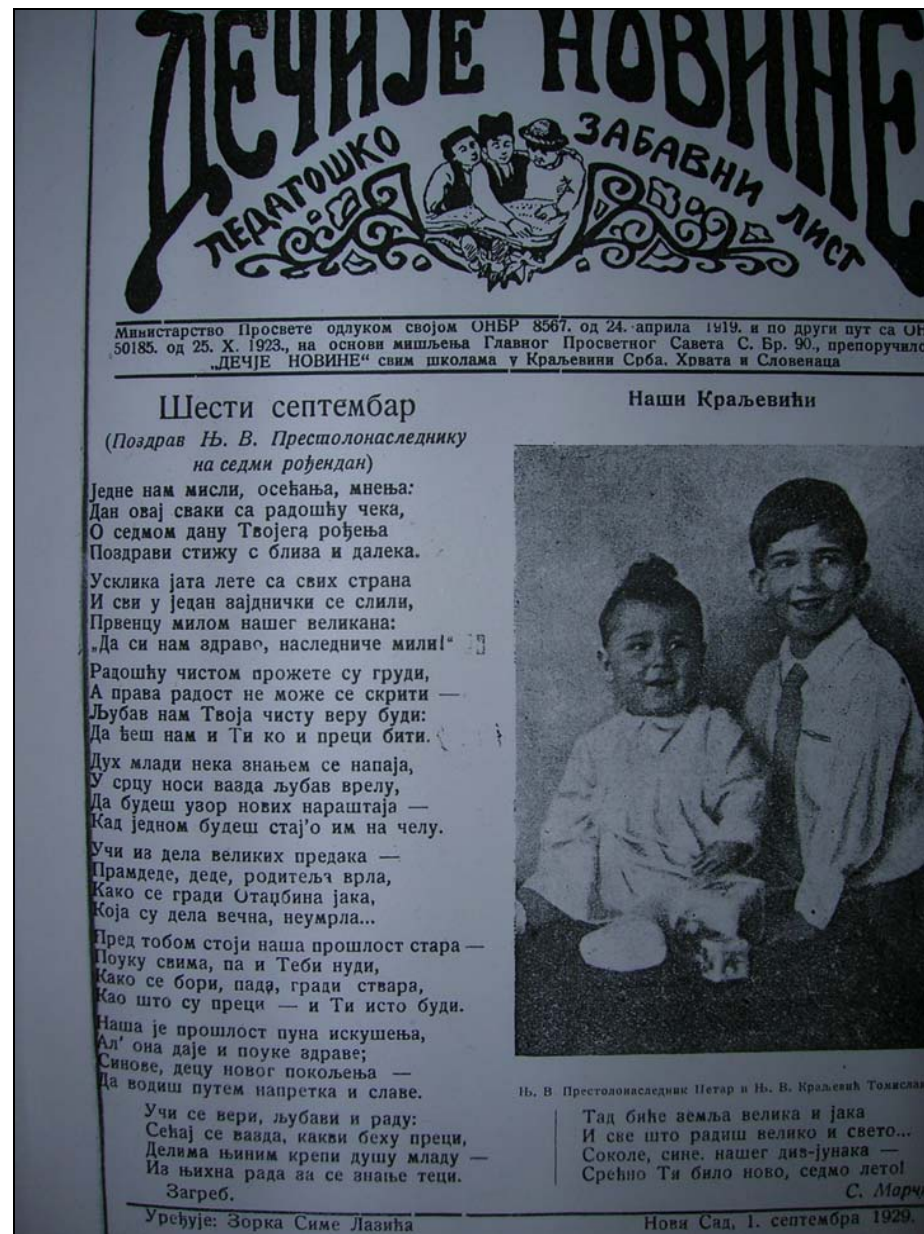 ДЕЧИЈЕ НОВИНЕ
ПЕДАГОШКО ЗАБАВНИ ЛИСТ
Министарство Просвете одлуком својом ОНБР 8567. од 24. априла 1919. и по други пут са ОН
50185. од 25. X. 1923., на основи мишљења Главног Просветног Савета С. Бр. 90., препоручило
„ДЕЧЈЕ НОВИНЕ“ свим школама у Краљевини Срба, Хрвата и Словенаца
Шести септембар
(Поздрав Њ. В. Престолонаследнику
на седми рођендан)
Једне нам мисли, осећања, мнења:
Дан овај сваки са радошћу чека,
О седмом дану Твојега рођења
Поздрави стижу с близа и далека.
Усклика јата лете са свих страна
И сви у један зајднички се слили,
Првенцу милом нашег великана:
„Да си нам здраво, наследниче мили!“
Радошћу чистом прожете су груди,
А права радост не може се скрити —
Љубав нам Твоја чисту веру буди:
Да ћеш нам и Ти ко и преци бити.
Дух млади нека знањем се напаја,
У срцу носи вазда љубав врелу,
Да будеш узор нових нараштаја —
Кад једном будеш стај’о им на челу.
Учи из дела великих предака —
Прамдеде, деде, родитеља врла,
Како се гради Отаџбина јака,
Која су дела вечна, неумрла...
Пред тобом стоји наша прошлост стара —
Поуку свима, па и Теби нуди,
Како се бори, пада, гради ствара,
Као што су преци — и Ти исто буди.
Наша је прошлост пуна искушења,
Ал’ она даје и поуке здраве;
Синове, децу новог покољења —
Да водиш путем напретка и славе.
Учи се вери, љубави и раду:
Сећај се вазда, какви беху преци,
Делима њиним крепи душу младу —
Из њихна рада за се знање теци.
Загреб.
Наши Краљевићи
Њ. В Престолонаследник Петар и Њ. В. Краљевић Томислав
Тад биће земља велика и јака
И све што радиш велико и свето...
Соколе, сине. нашег див-јунака —
Срећно Ти било ново, седмо лето!
С.
Уређује: Зорка Симе Лазића
Нови Сад, 1. септембра 1929.